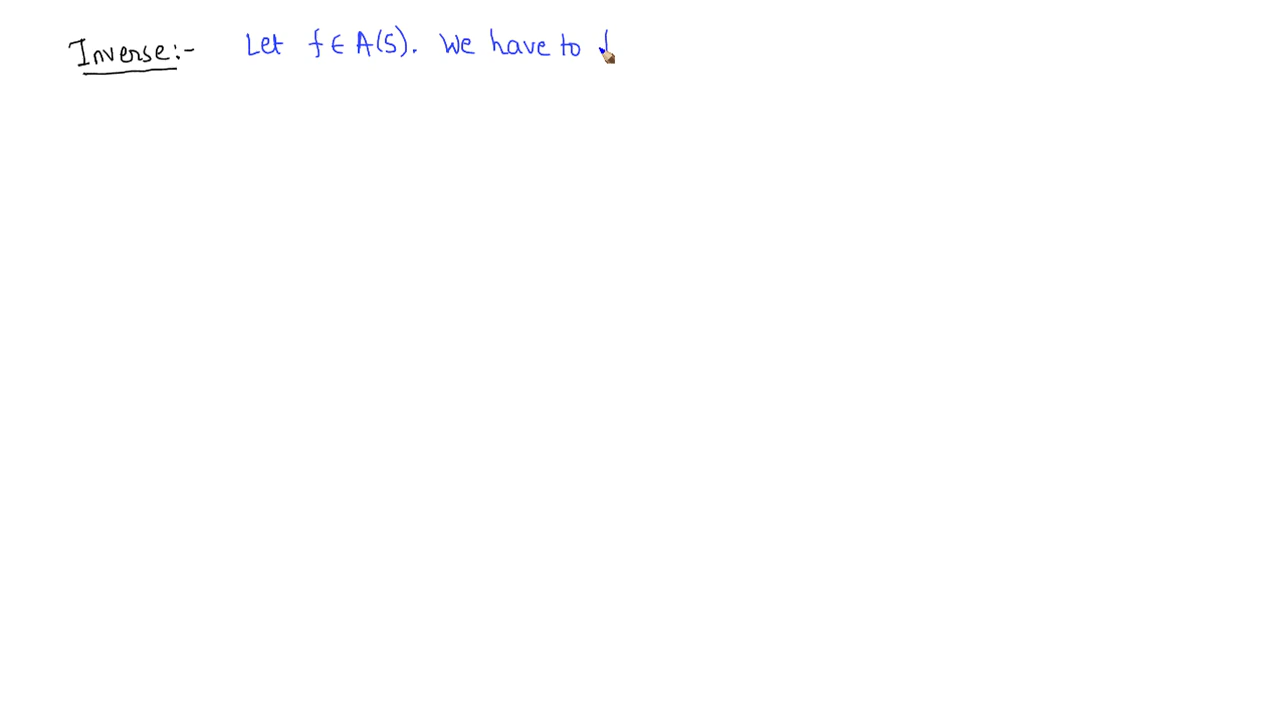 Inverse:- Let f ∈ A(S). We have to